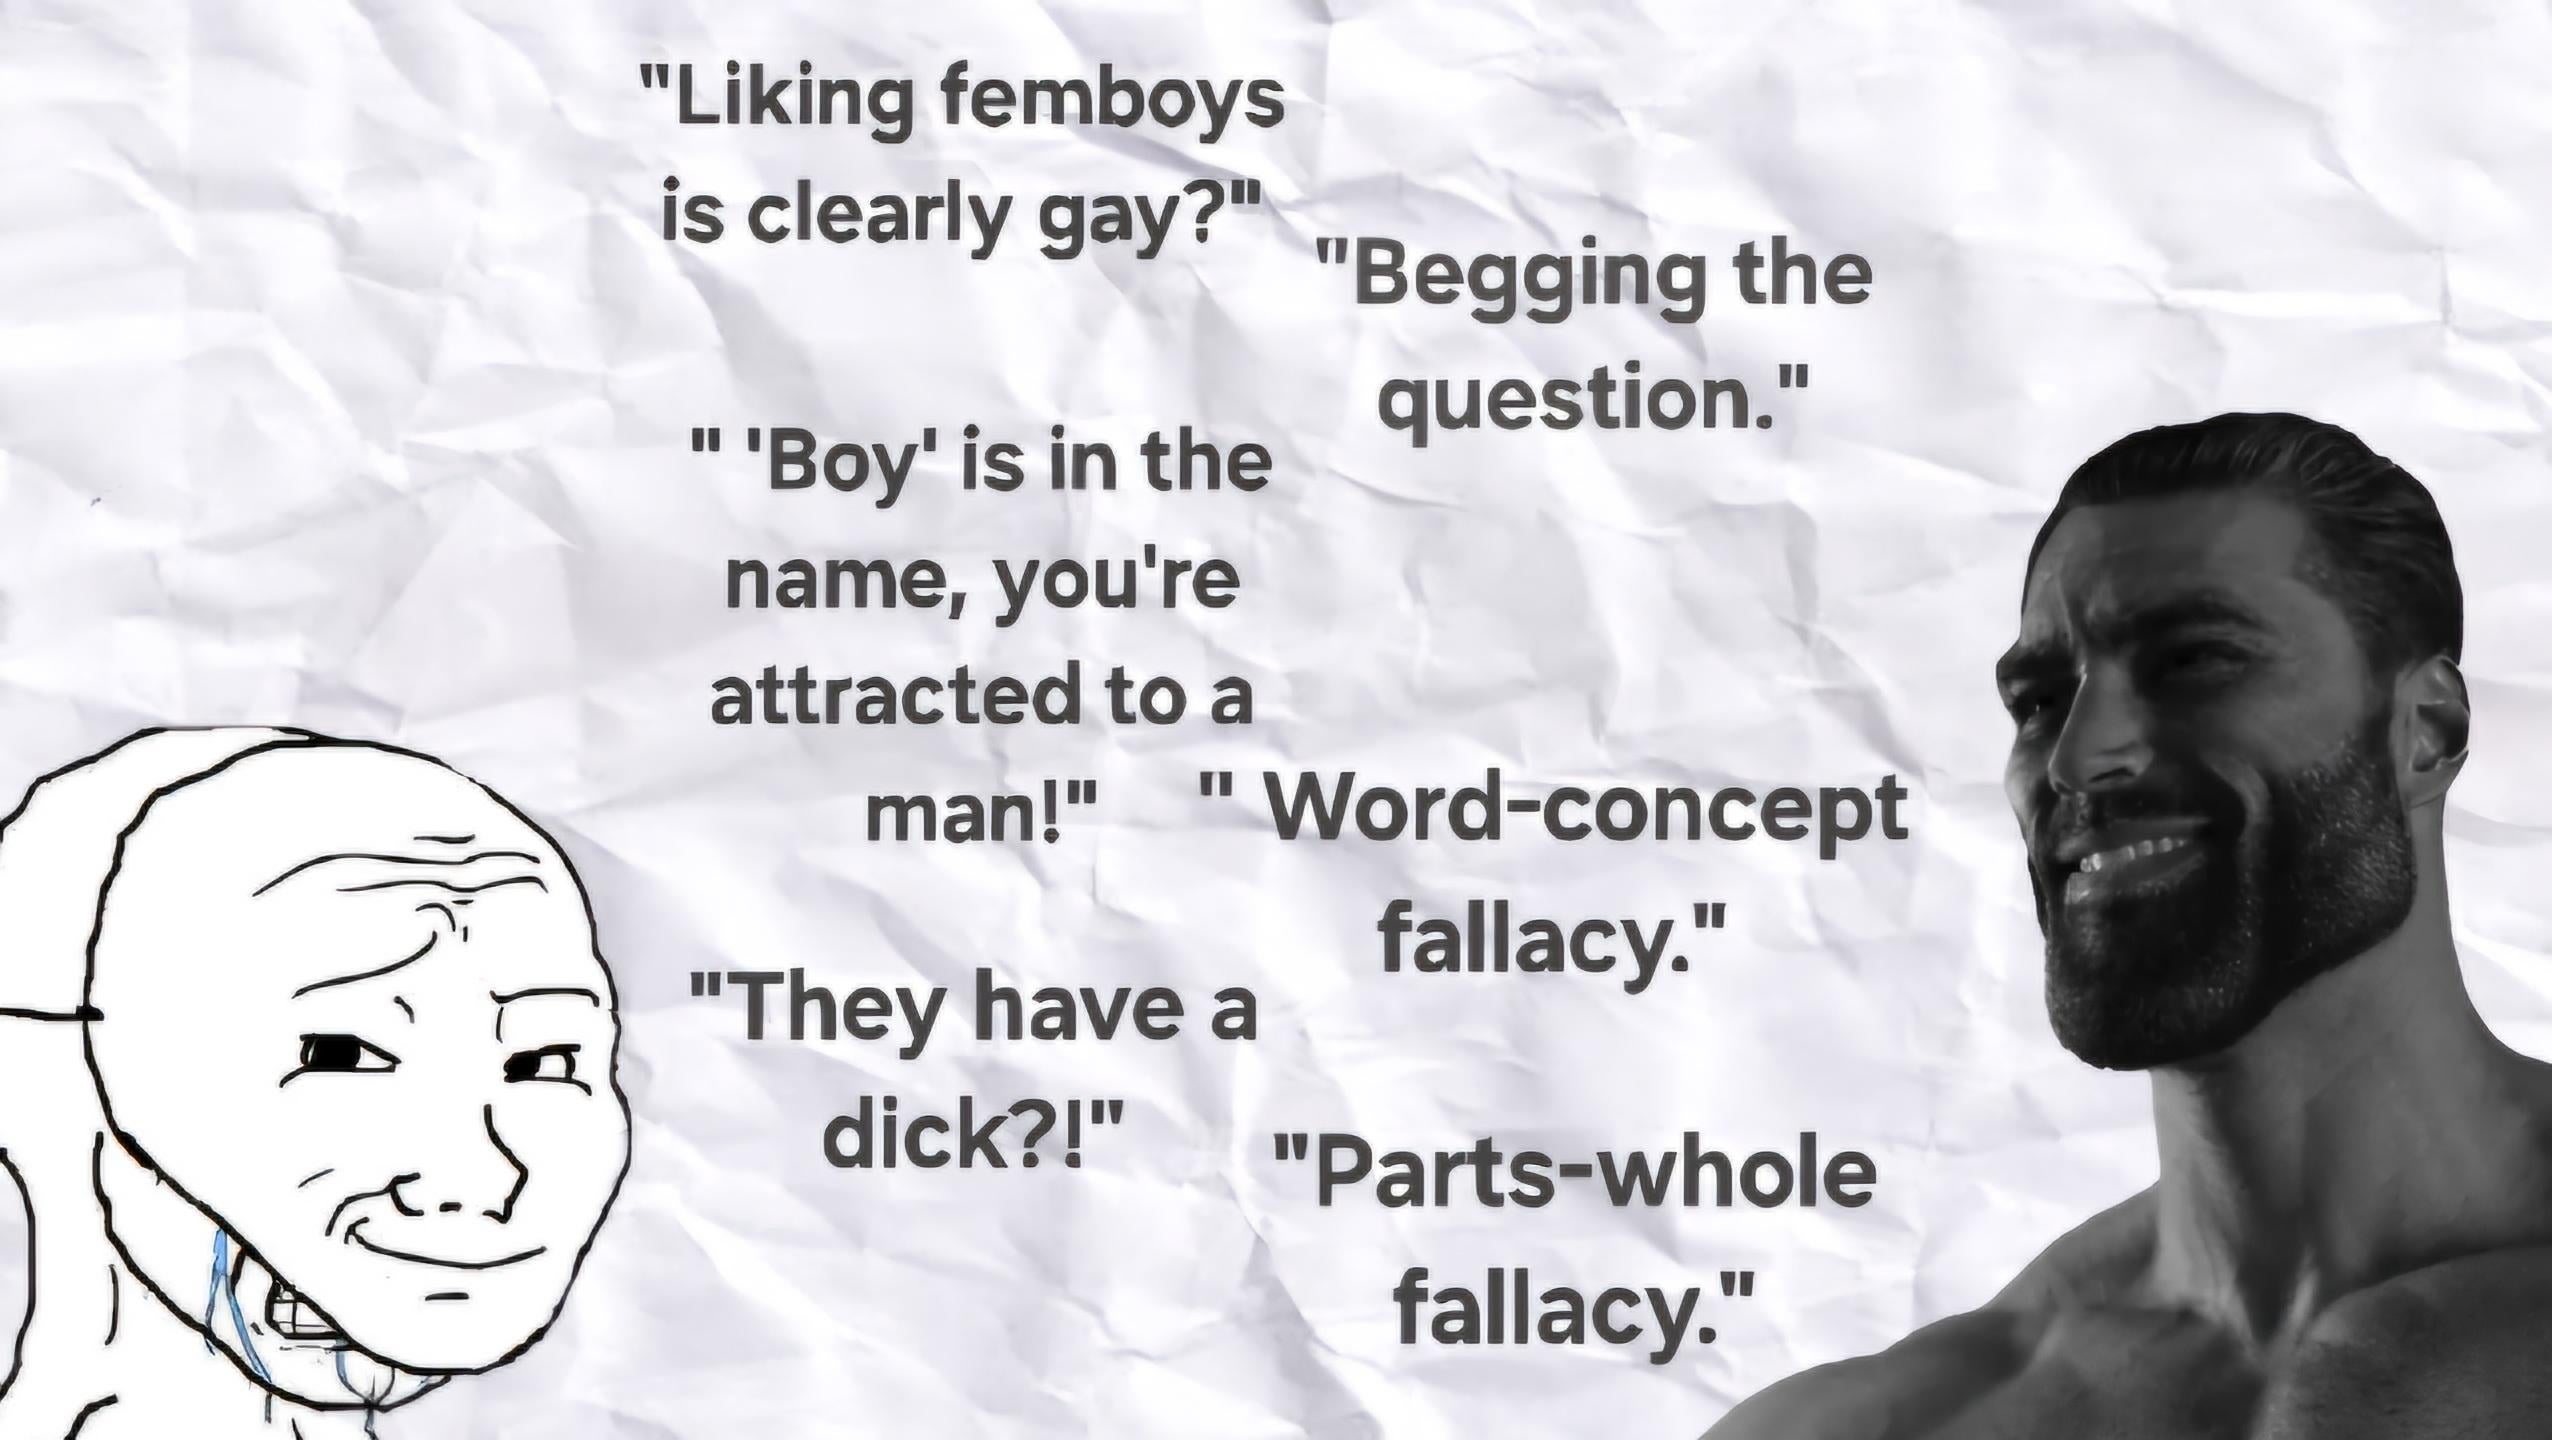 "Liking femboys
is clearly gay?"
"Begging the
question."
" 'Boy' is in the
name, you're
attracted to a
man!"
" Word-concept
fallacy."
"They have a
dick?!"
"Parts-whole
fallacy."